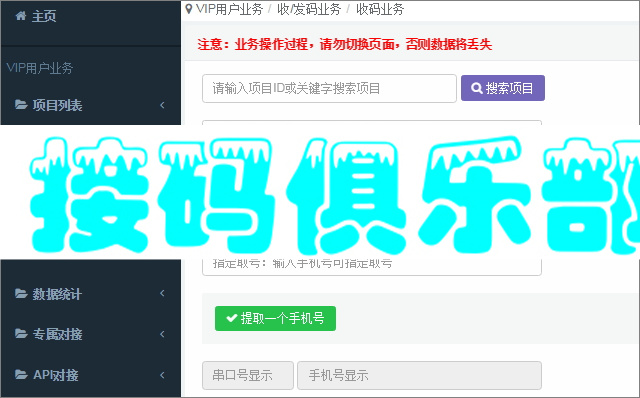 主页
VIP用户业务 / 收/发码业务 / 收码业务
注意：业务操作过程，请勿切换页面，否则数据将丢失
VIP用户业务
请输入项目ID或关键字搜索项目
搜索项目
项目列表
接码俱乐部
指定取号：输入手机号可指定取号
数据统计
提取一个手机号
专属对接
API对接
串口号显示
手机号显示